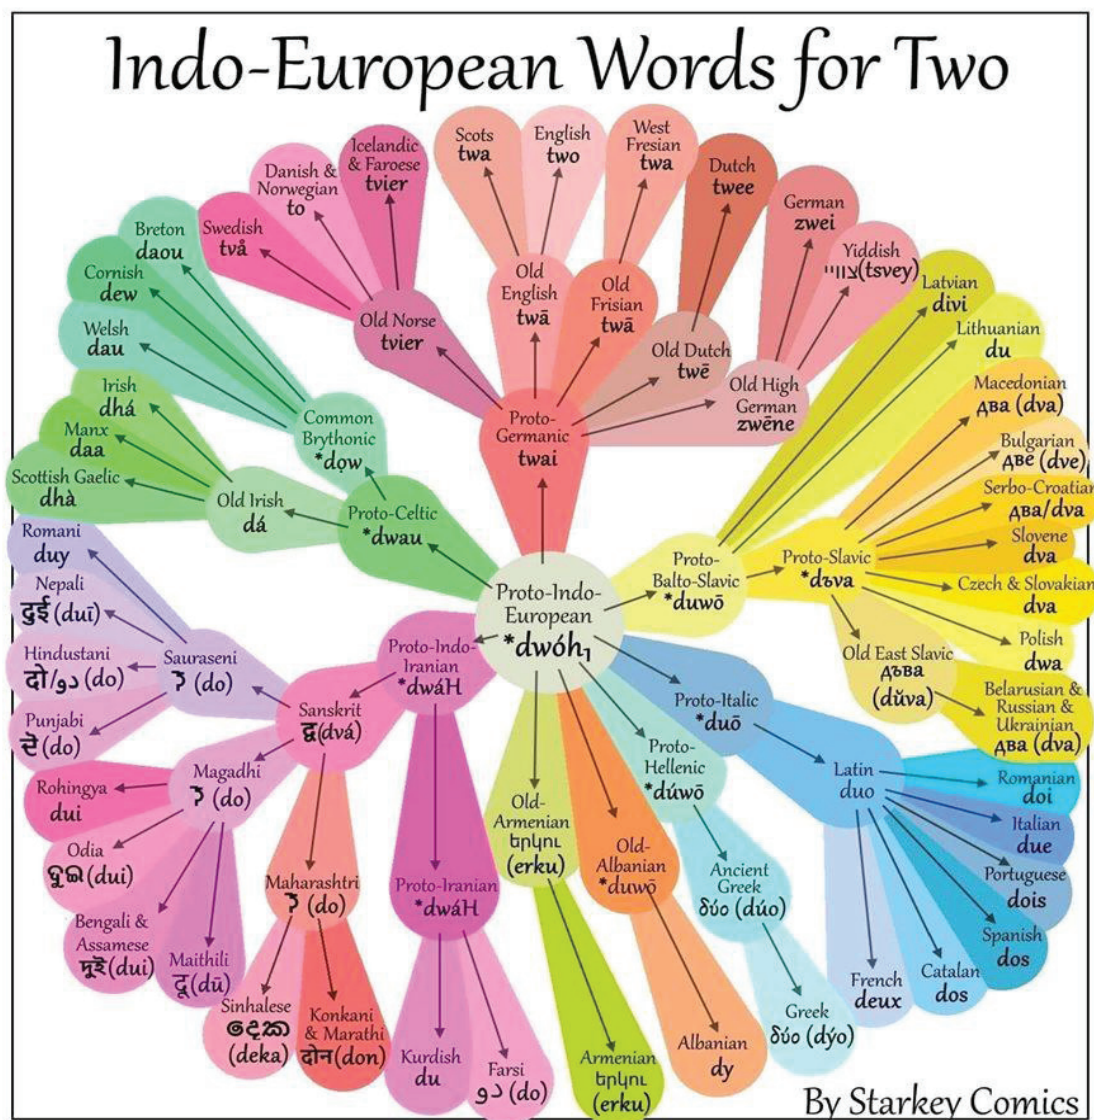 Indo-European Words for Two
Scots
twa
English
two
West
Fresian
twa
Dutch
twee
German
zwei
Yiddish
צוויי(tsvey)
Icelandic
& Faroese
tvier
Danish &
Norwegian
to
Swedish
två
Old Norse
tvier
Old
English
twā
Old
Frisian
twā
Old Dutch
twē
Old High
German
zwēne
Proto-
Germanic
twai
Breton
daou
Cornish
dew
Welsh
dau
Irish
dhá
Manx
daa
Scottish Gaelic
dhà
Common
Brythonic
*dọw
Old Irish
dá
Proto-Celtic
*dwau
Latvian
divi
Lithuanian
du
Macedonian
два (dva)
Bulgarian
две (dve)
Serbo-Croatian
два/dva
Slovene
dva
Czech & Slovakian
dva
Polish
dwa
Belarusian &
Russian &
Ukrainian
два (dva)
Proto-
Balto-Slavic
*duwō
Proto-Slavic
*dъva
Old East Slavic
дъва
(dŭva)
Proto-Indo-
European
*dwóh₁
Romani
duy
Nepali
दुई (duī)
Hindustani
दो/دو (do)
Punjabi
ਦੋ (do)
Sauraseni
(do)
Proto-Indo-
Iranian
*dwáH
Sanskrit
द्व(dvá)
Magadhi
(do)
Rohingya
dui
Odia
ଦୁଇ (dui)
Bengali &
Assamese
দুই (dui)
Maithili
दू (dū)
Maharashtri
(do)
Sinhalese
දෙක
(deka)
Konkani
& Marathi
दोन (don)
Proto-Iranian
*dwáH
Kurdish
du
Farsi
دو (do)
Old-
Armenian
երկու
(erku)
Armenian
երկու
(erku)
Old-
Albanian
*duwō
Albanian
dy
Proto-
Hellenic
*dúwō
Ancient
Greek
δύο (dúo)
Greek
δύο (dýo)
Proto-Italic
*duō
Latin
duo
Romanian
doi
Italian
due
Portuguese
dois
Spanish
dos
Catalan
dos
French
deux
By Starkey Comics